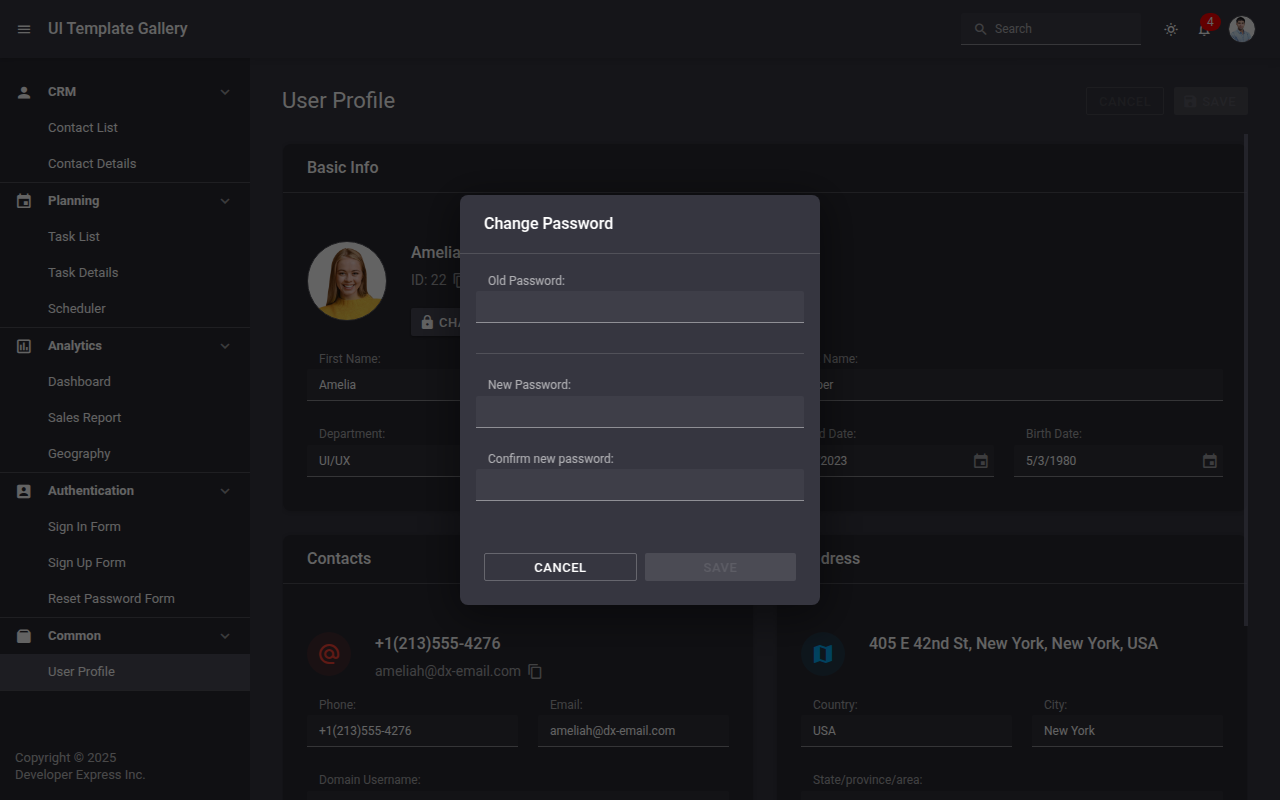 UI Template Gallery
Search
4
CRM
Contact List
Contact Details
Planning
Task List
Task Details
Scheduler
Analytics
Dashboard
Sales Report
Geography
Authentication
Sign In Form
Sign Up Form
Reset Password Form
Common
User Profile
Copyright © 2025
Developer Express Inc.
User Profile
CANCEL
SAVE
Basic Info
Amelia
ID: 22
First Name:
Amelia
Name:
Department:
UI/UX
Date:
2023
Birth Date:
5/3/1980
Change Password
Old Password:
New Password:
Confirm new password:
CANCEL
SAVE
Contacts
+1(213)555-4276
ameliah@dx-email.com
Phone:
+1(213)555-4276
Email:
ameliah@dx-email.com
Domain Username:
405 E 42nd St, New York, New York, USA
Country:
USA
City:
New York
State/province/area: